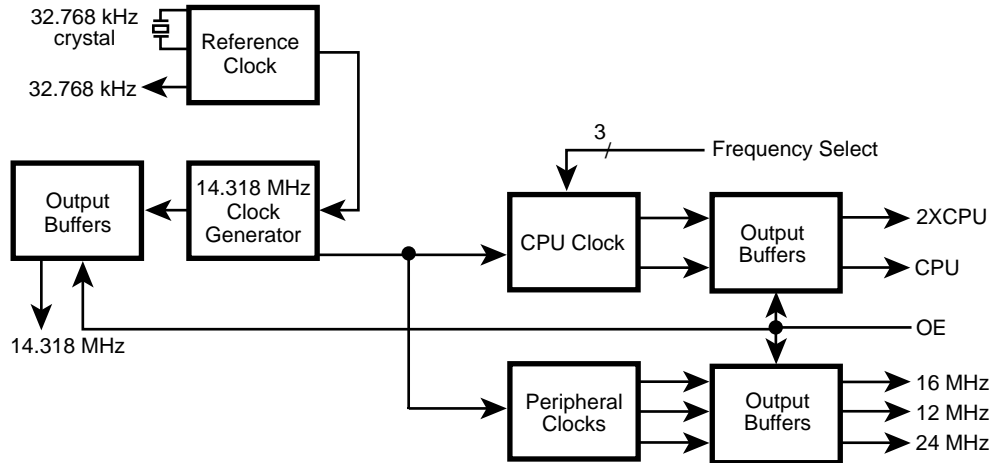 32.768 kHz
crystal
Reference
Clock
32.768 kHz
3
Frequency Select
Output
Buffers
14.318 MHz
Clock
Generator
CPU Clock
Output
Buffers
2XCPU
CPU
OE
14.318 MHz
Peripheral
Clocks
Output
Buffers
16 MHz
12 MHz
24 MHz